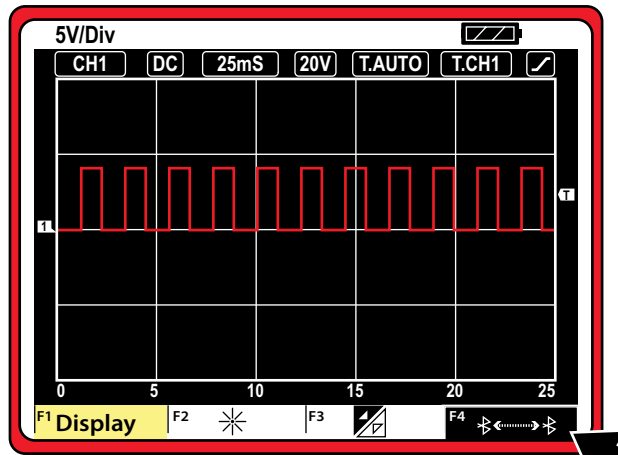 5V/Div
CH1 DC 25mS 20V T.AUTO T.CH1
T
1
0 5 10 15 20 25
F1 Display F2 F3 F4